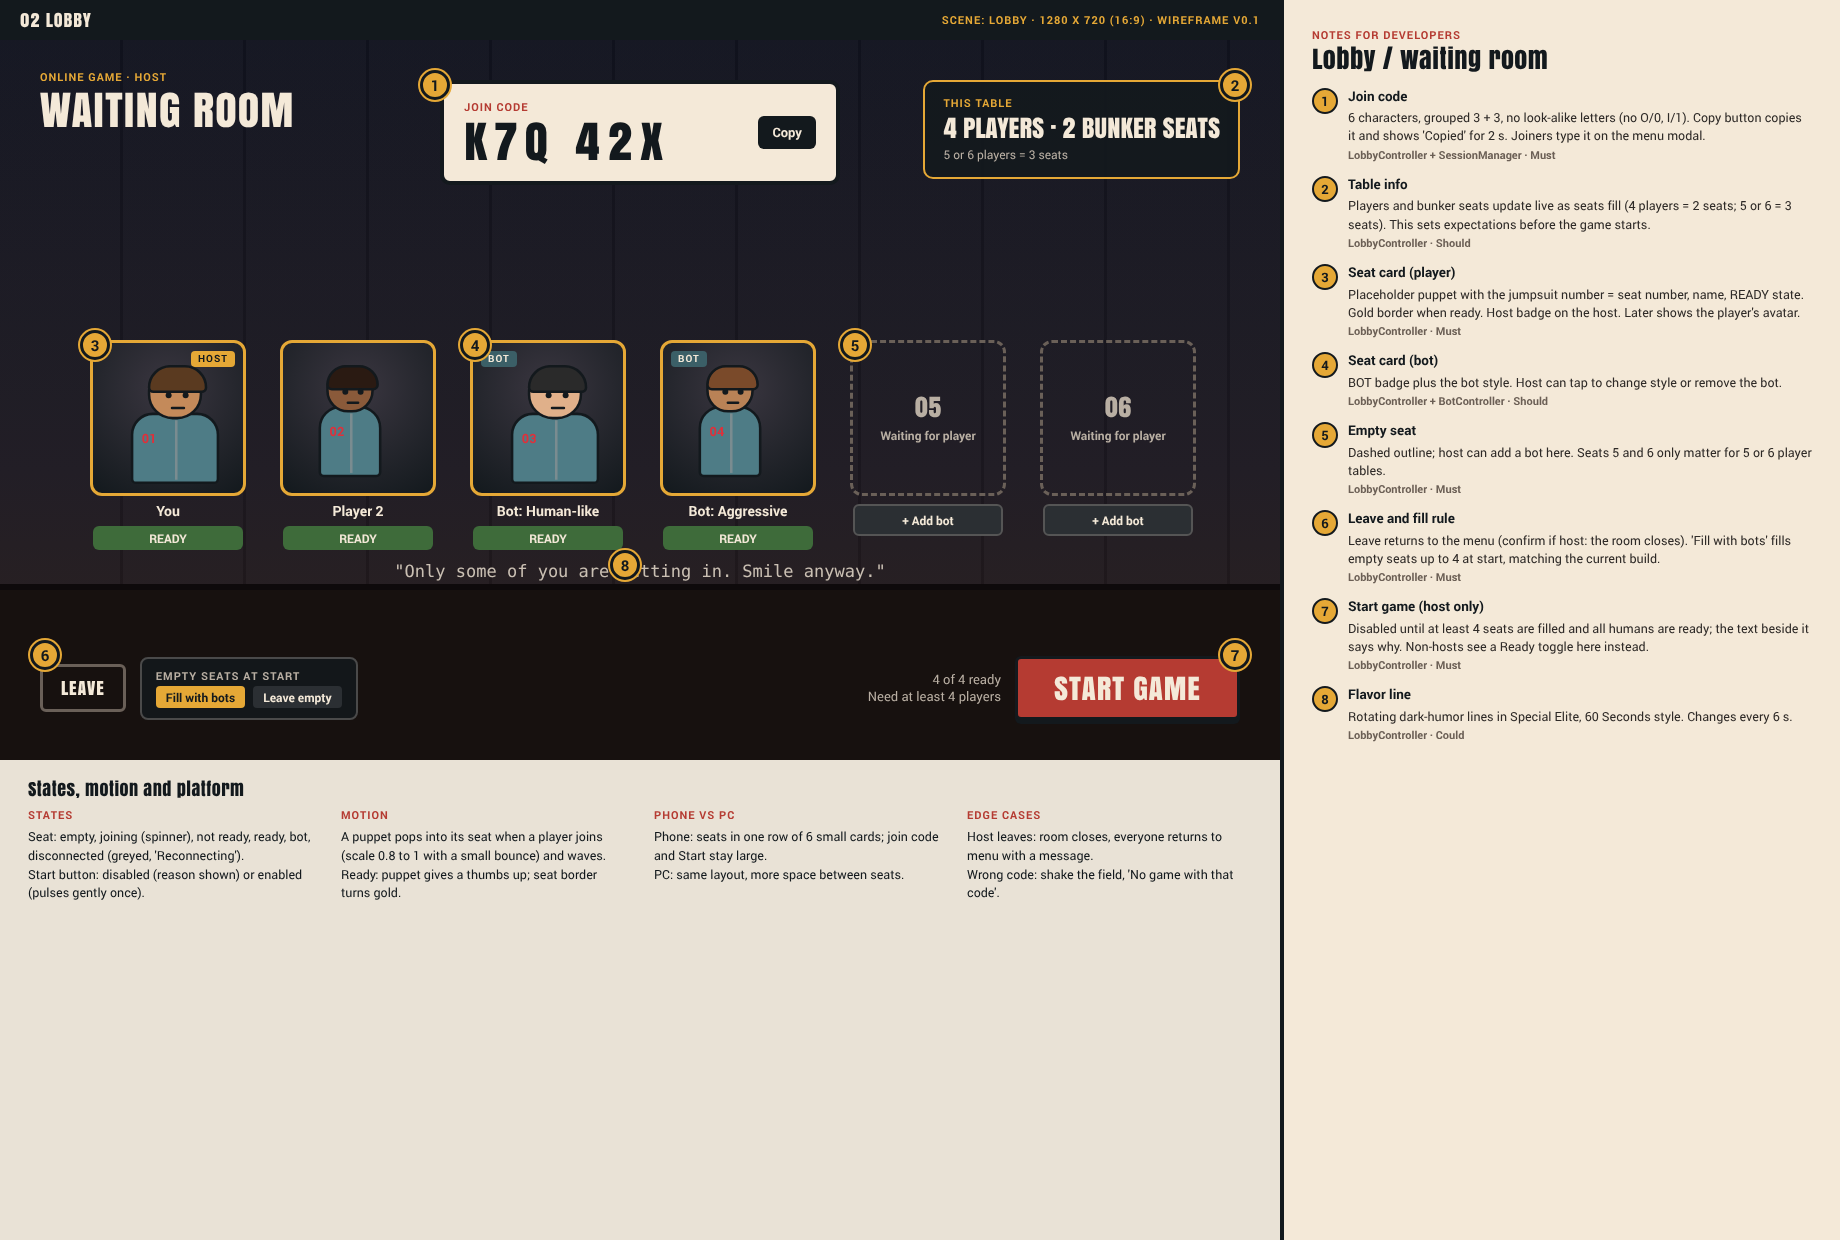 02 LOBBY
SCENE: LOBBY · 1280 X 720 (16:9) · WIREFRAME V0.1
ONLINE GAME · HOST
WAITING ROOM
1
JOIN CODE
K7Q 42X
Copy
2
THIS TABLE
4 PLAYERS · 2 BUNKER SEATS
5 or 6 players = 3 seats
3
HOST
01
You
READY
02
Player 2
READY
4
BOT
03
Bot: Human-like
READY
BOT
04
Bot: Aggressive
READY
5
05
Waiting for player
+ Add bot
06
Waiting for player
+ Add bot
8
"Only some of you are tting in. Smile anyway."
6
LEAVE
EMPTY SEATS AT START
Fill with bots
Leave empty
4 of 4 ready
Need at least 4 players
7
START GAME
States, motion and platform
STATES
Seat: empty, joining (spinner), not ready, ready, bot,
disconnected (greyed, 'Reconnecting').
Start button: disabled (reason shown) or enabled
(pulses gently once).
MOTION
A puppet pops into its seat when a player joins
(scale 0.8 to 1 with a small bounce) and waves.
Ready: puppet gives a thumbs up; seat border
turns gold.
PHONE VS PC
Phone: seats in one row of 6 small cards; join code
and Start stay large.
PC: same layout, more space between seats.
EDGE CASES
Host leaves: room closes, everyone returns to
menu with a message.
Wrong code: shake the field, 'No game with that
code'.
NOTES FOR DEVELOPERS
Lobby / waiting room
1
Join code
6 characters, grouped 3 + 3, no look-alike letters (no O/0, I/1). Copy button copies
it and shows 'Copied' for 2 s. Joiners type it on the menu modal.
LobbyController + SessionManager · Must
2
Table info
Players and bunker seats update live as seats fill (4 players = 2 seats; 5 or 6 = 3
seats). This sets expectations before the game starts.
LobbyController · Should
3
Seat card (player)
Placeholder puppet with the jumpsuit number = seat number, name, READY state.
Gold border when ready. Host badge on the host. Later shows the player's avatar.
LobbyController · Must
4
Seat card (bot)
BOT badge plus the bot style. Host can tap to change style or remove the bot.
LobbyController + BotController · Should
5
Empty seat
Dashed outline; host can add a bot here. Seats 5 and 6 only matter for 5 or 6 player
tables.
LobbyController · Must
6
Leave and fill rule
Leave returns to the menu (confirm if host: the room closes). 'Fill with bots' fills
empty seats up to 4 at start, matching the current build.
LobbyController · Must
7
Start game (host only)
Disabled until at least 4 seats are filled and all humans are ready; the text beside it
says why. Non-hosts see a Ready toggle here instead.
LobbyController · Must
8
Flavor line
Rotating dark-humor lines in Special Elite, 60 Seconds style. Changes every 6 s.
LobbyController · Could